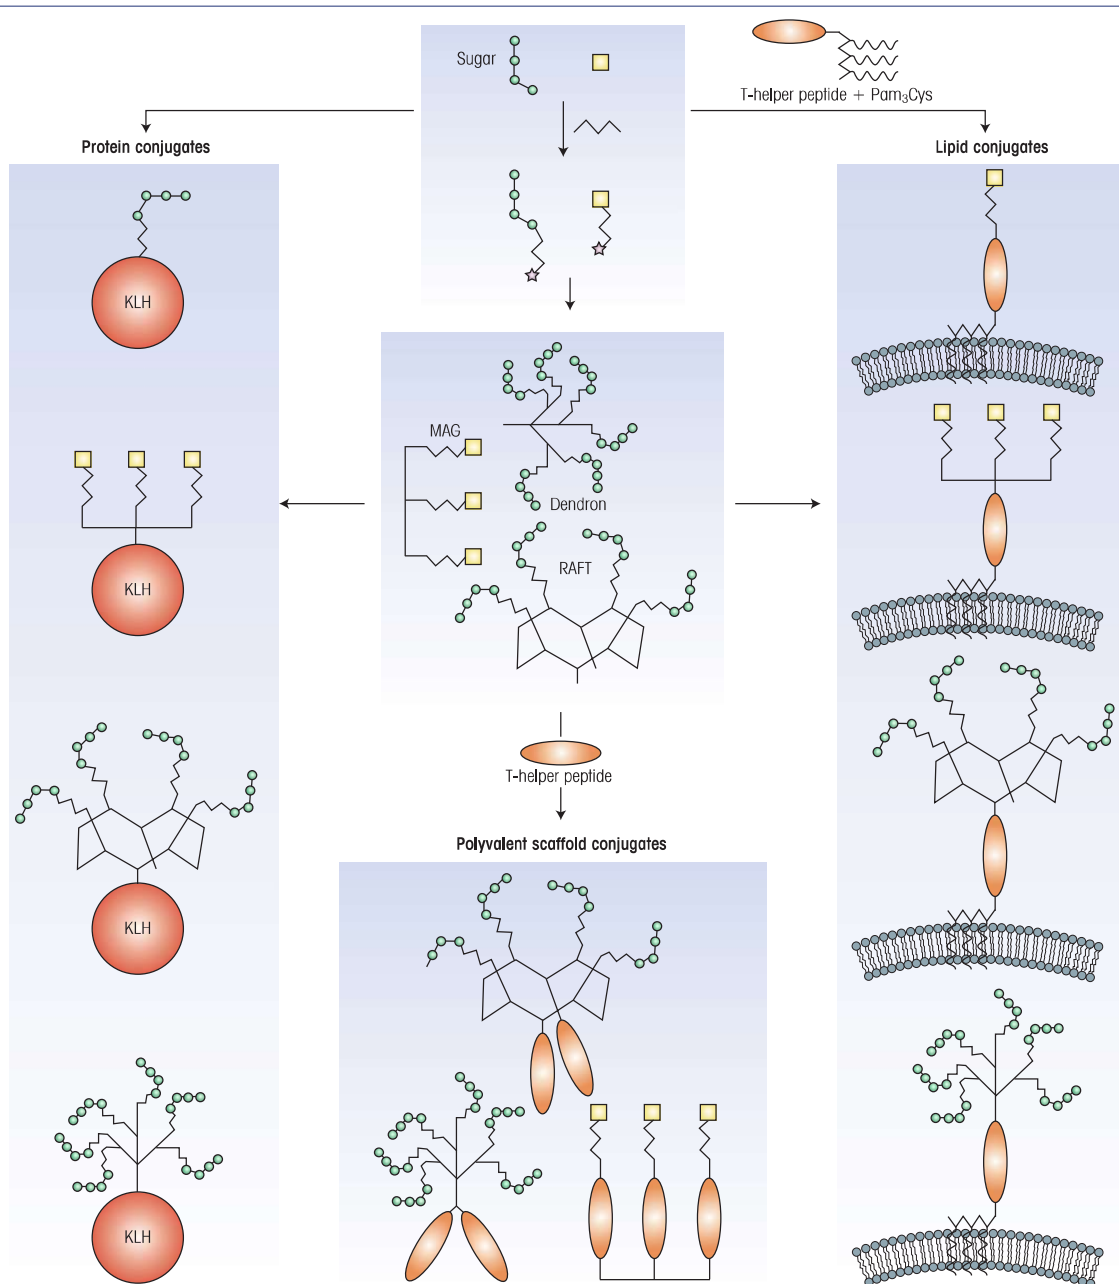 Sugar
T-helper peptide + Pam₃Cys
Protein conjugates
Lipid conjugates
KLH
MAG
Dendron
KLH
RAFT
T-helper peptide
Polyvalent scaffold conjugates
KLH
KLH